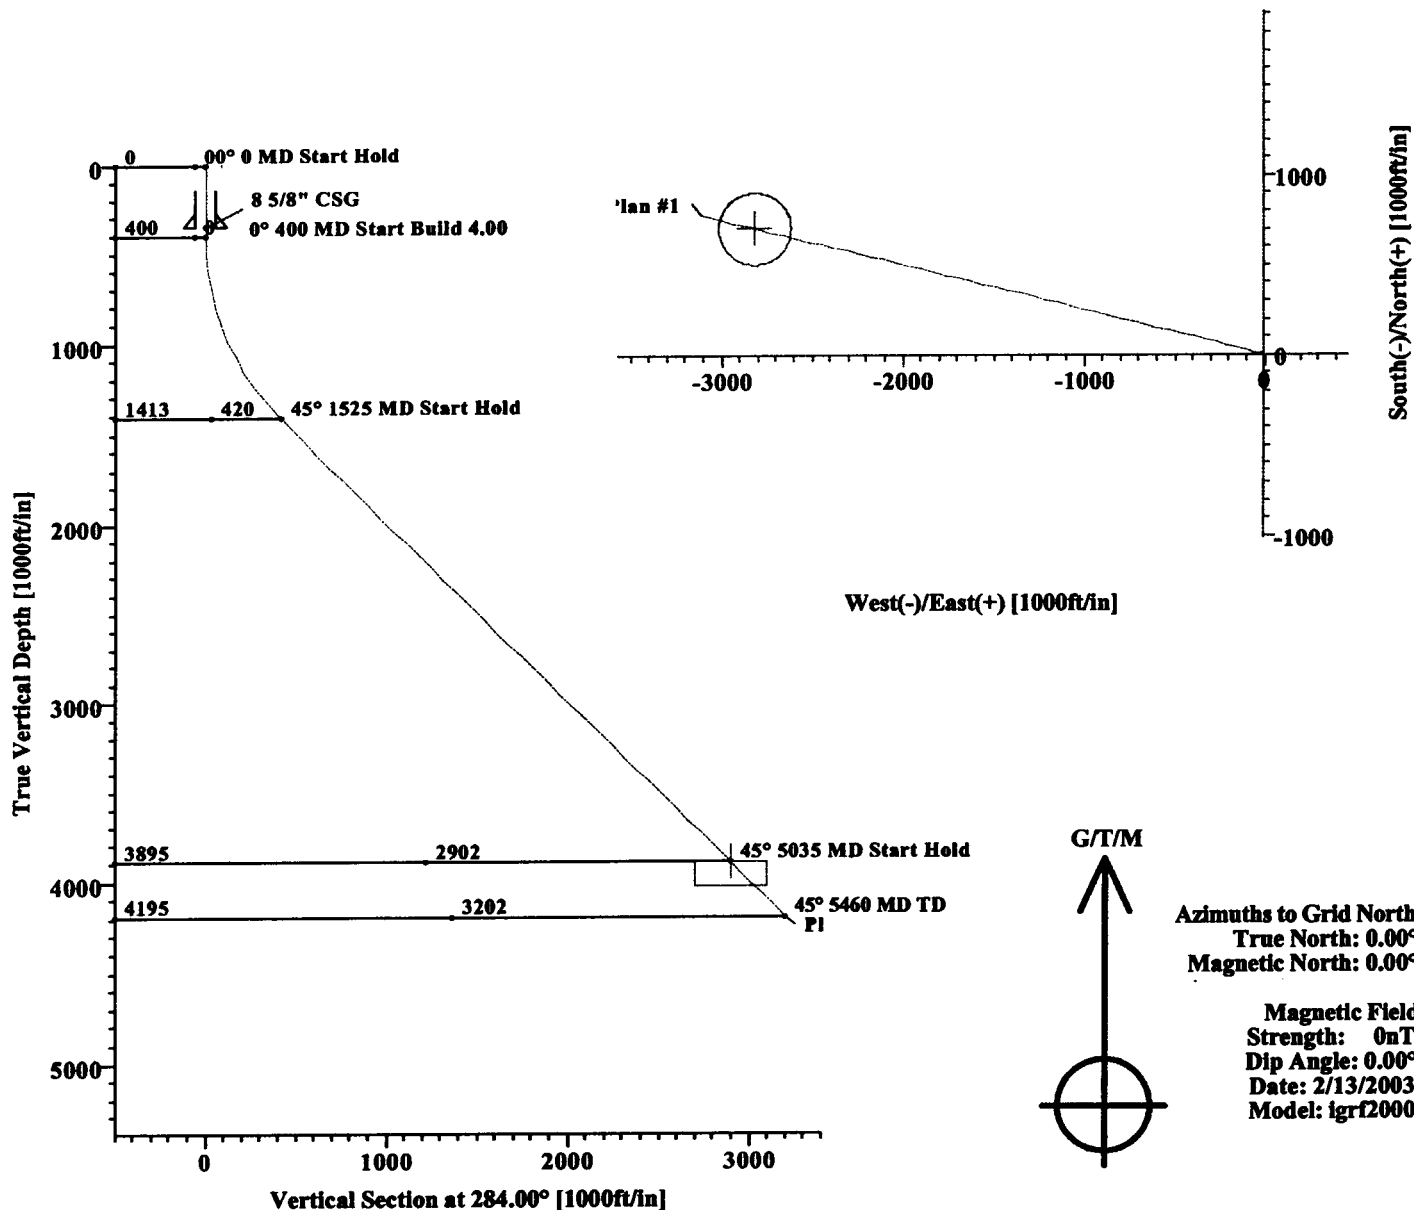 0
00° 0 MD Start Hold
0
8 5/8" CSG
400
0° 400 MD Start Build 4.00
1000
1413
420
45° 1525 MD Start Hold
2000
3000
3895
2902
45° 5035 MD Start Hold
4000
4195
3202
45° 5460 MD TD
Pl
5000
0
1000
2000
3000
True Vertical Depth [1000ft/in]
Vertical Section at 284.00° [1000ft/in]
lan #1
1000
0
-1000
-3000
-2000
-1000
0
South(-)/North(+) [1000ft/in]
West(-)/East(+) [1000ft/in]
G/T/M
Azimuths to Grid North
True North: 0.00°
Magnetic North: 0.00°
Magnetic Field
Strength: 0nT
Dip Angle: 0.00°
Date: 2/13/2003
Model: igrf2000